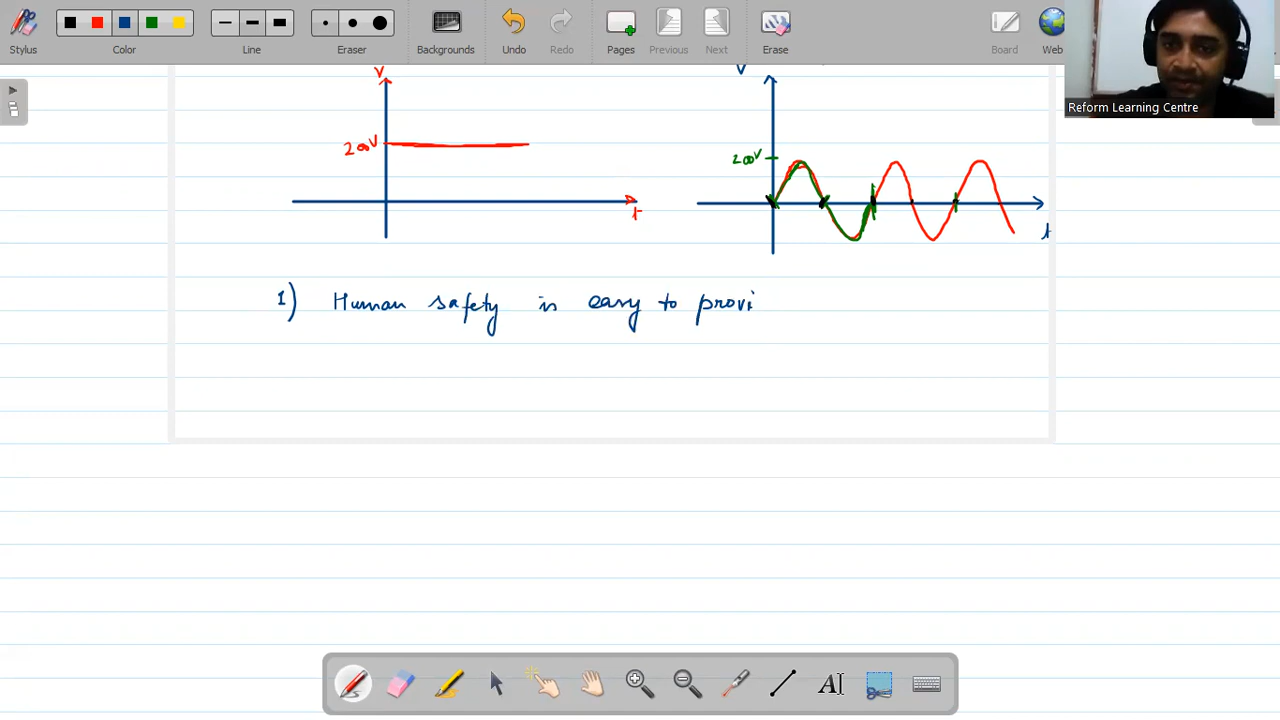 Stylus Color Line Eraser Backgrounds Undo Redo Pages Previous Next Erase Board Web
Reform Learning Centre
V
200V
t
V
200V
t
1) Human safety is easy to provi
A